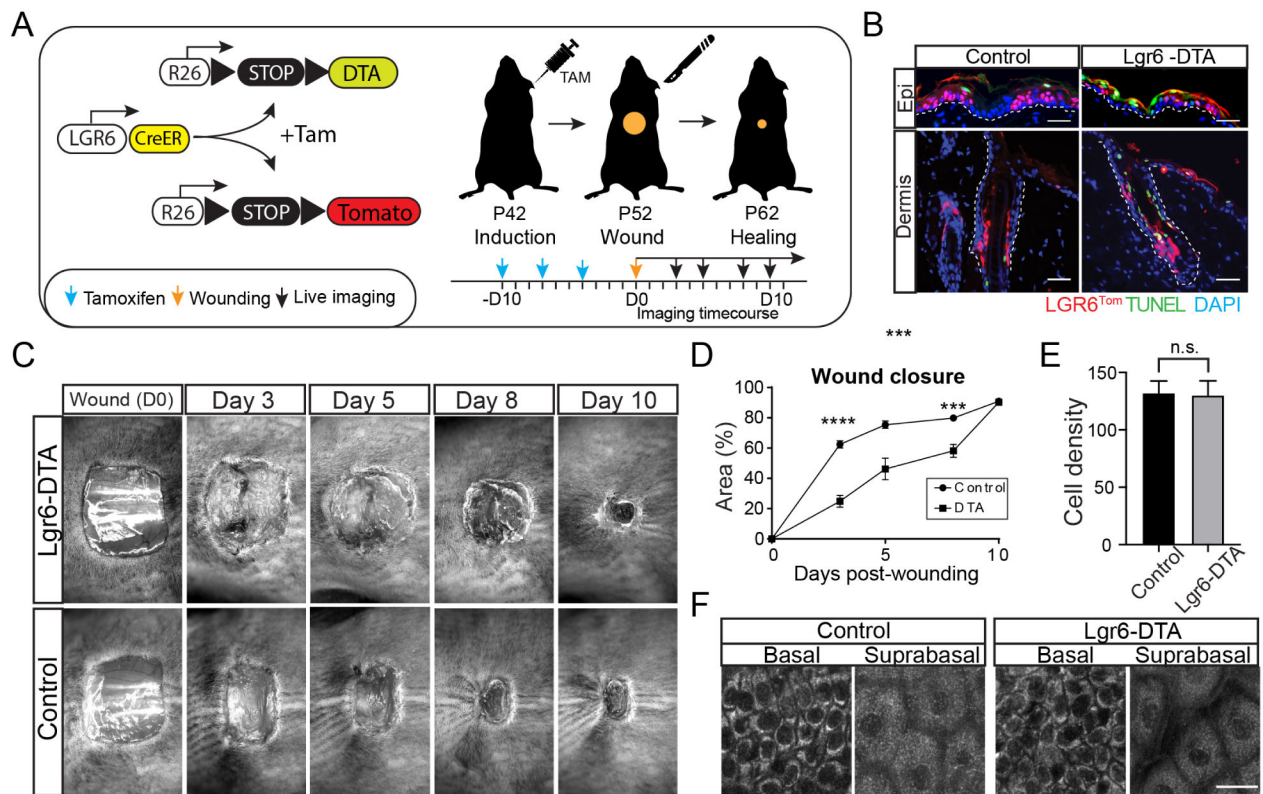 A
R26 STOP DTA
LGR6 CreER +Tam
R26 STOP Tomato
TAM
P42 P52 P62
Induction Wound Healing
Tamoxifen Wounding Live imaging
-D10 D0 D10
Imaging timecourse
B
Control Lgr6 -DTA
Epi
Dermis
LGR6Tom TUNEL DAPI
C
Wound (D0) Day 3 Day 5 Day 8 Day 10
Lgr6-DTA
Control
***
D
Wound closure
Area (%)
100
80
60
40
20
0
**** ***
Control
DTA
0 5 10
Days post-wounding
E
n.s.
Cell density
150
100
50
0
Control Lgr6-DTA
F
Control Lgr6-DTA
Basal Suprabasal Basal Suprabasal